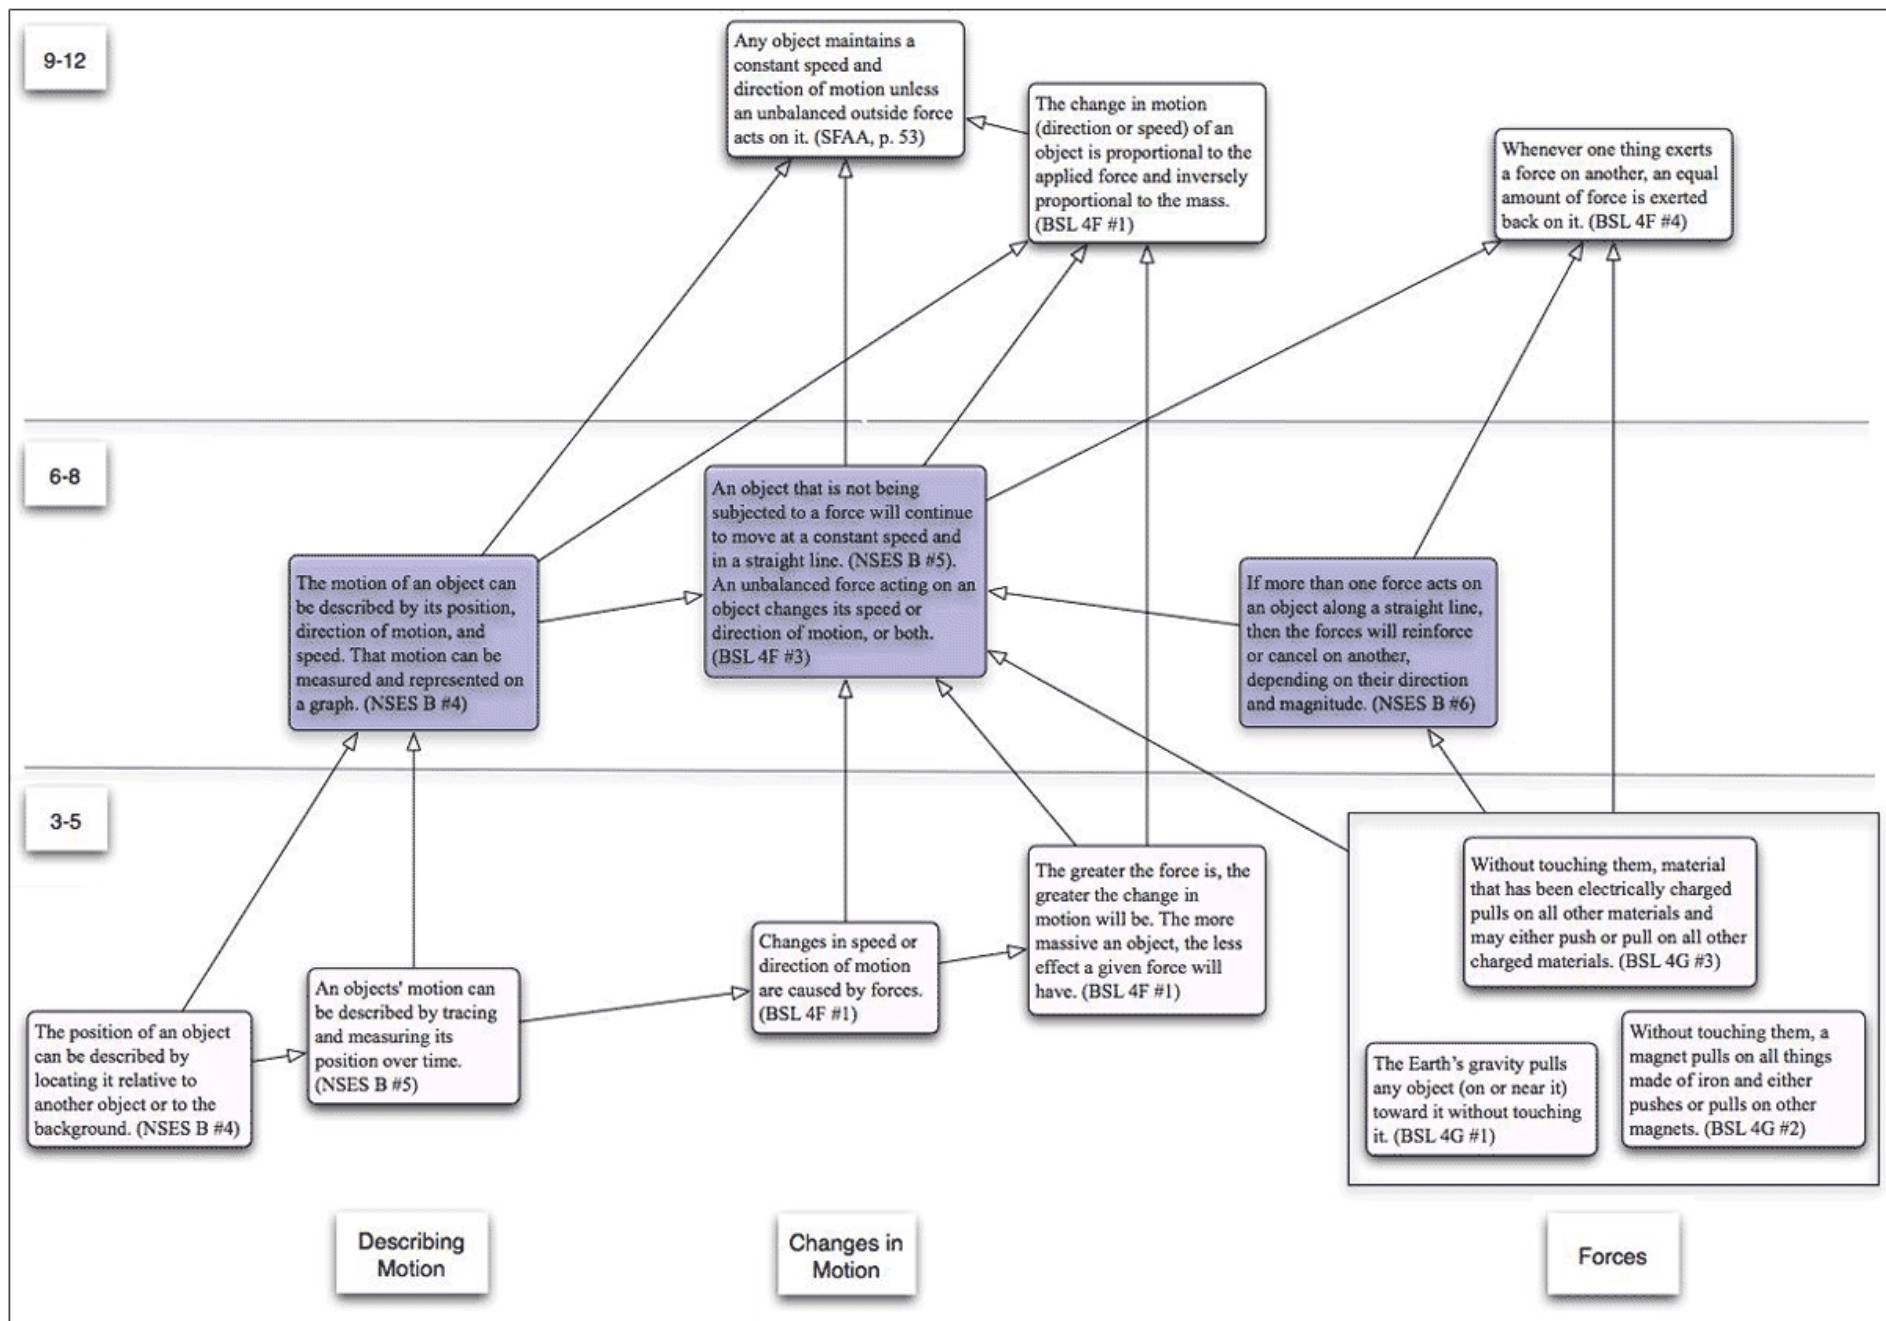 9-12
Any object maintains a
constant speed and
direction of motion unless
an unbalanced outside force
acts on it. (SFAA, p. 53)
The change in motion
(direction or speed) of an
object is proportional to the
applied force and inversely
proportional to the mass.
(BSL 4F #1)
Whenever one thing exerts
a force on another, an equal
amount of force is exerted
back on it. (BSL 4F #4)
6-8
The motion of an object can
be described by its position,
direction of motion, and
speed. That motion can be
measured and represented on
a graph. (NSES B #4)
An object that is not being
subjected to a force will continue
to move at a constant speed and
in a straight line. (NSES B #5).
An unbalanced force acting on an
object changes its speed or
direction of motion, or both.
(BSL 4F #3)
If more than one force acts on
an object along a straight line,
then the forces will reinforce
or cancel on another,
depending on their direction
and magnitude. (NSES B #6)
3-5
The position of an object
can be described by
locating it relative to
another object or to the
background. (NSES B #4)
An objects' motion can
be described by tracing
and measuring its
position over time.
(NSES B #5)
Changes in speed or
direction of motion
are caused by forces.
(BSL 4F #1)
The greater the force is, the
greater the change in
motion will be. The more
massive an object, the less
effect a given force will
have. (BSL 4F #1)
Without touching them, material
that has been electrically charged
pulls on all other materials and
may either push or pull on all other
charged materials. (BSL 4G #3)
The Earth's gravity pulls
any object (on or near it)
toward it without touching
it. (BSL 4G #1)
Without touching them, a
magnet pulls on all things
made of iron and either
pushes or pulls on other
magnets. (BSL 4G #2)
Describing
Motion
Changes in
Motion
Forces